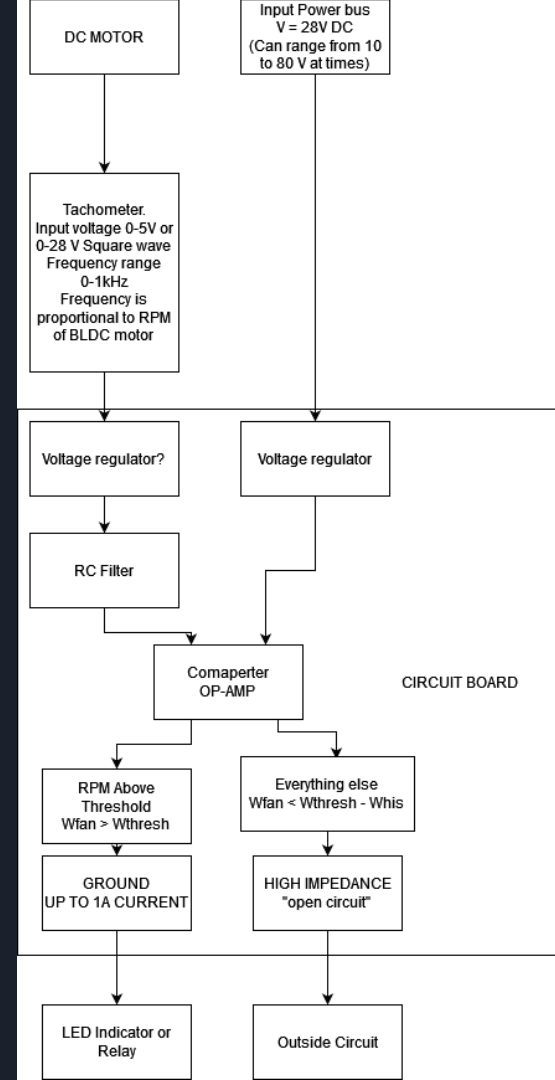 DC MOTOR
Input Power bus
V = 28V DC
(Can range from 10
to 80 V at times)
Tachometer.
Input voltage 0-5V or
0-28 V Square wave
Frequency range
0-1kHz
Frequency is
proportional to RPM
of BLDC motor
Voltage regulator?
Voltage regulator
RC Filter
Comaperter
OP-AMP
CIRCUIT BOARD
RPM Above
Threshold
Wfan > Wthresh
Everything else
Wfan < Wthresh - Whis
GROUND
UP TO 1A CURRENT
HIGH IMPEDANCE
"open circuit"
LED Indicator or
Relay
Outside Circuit